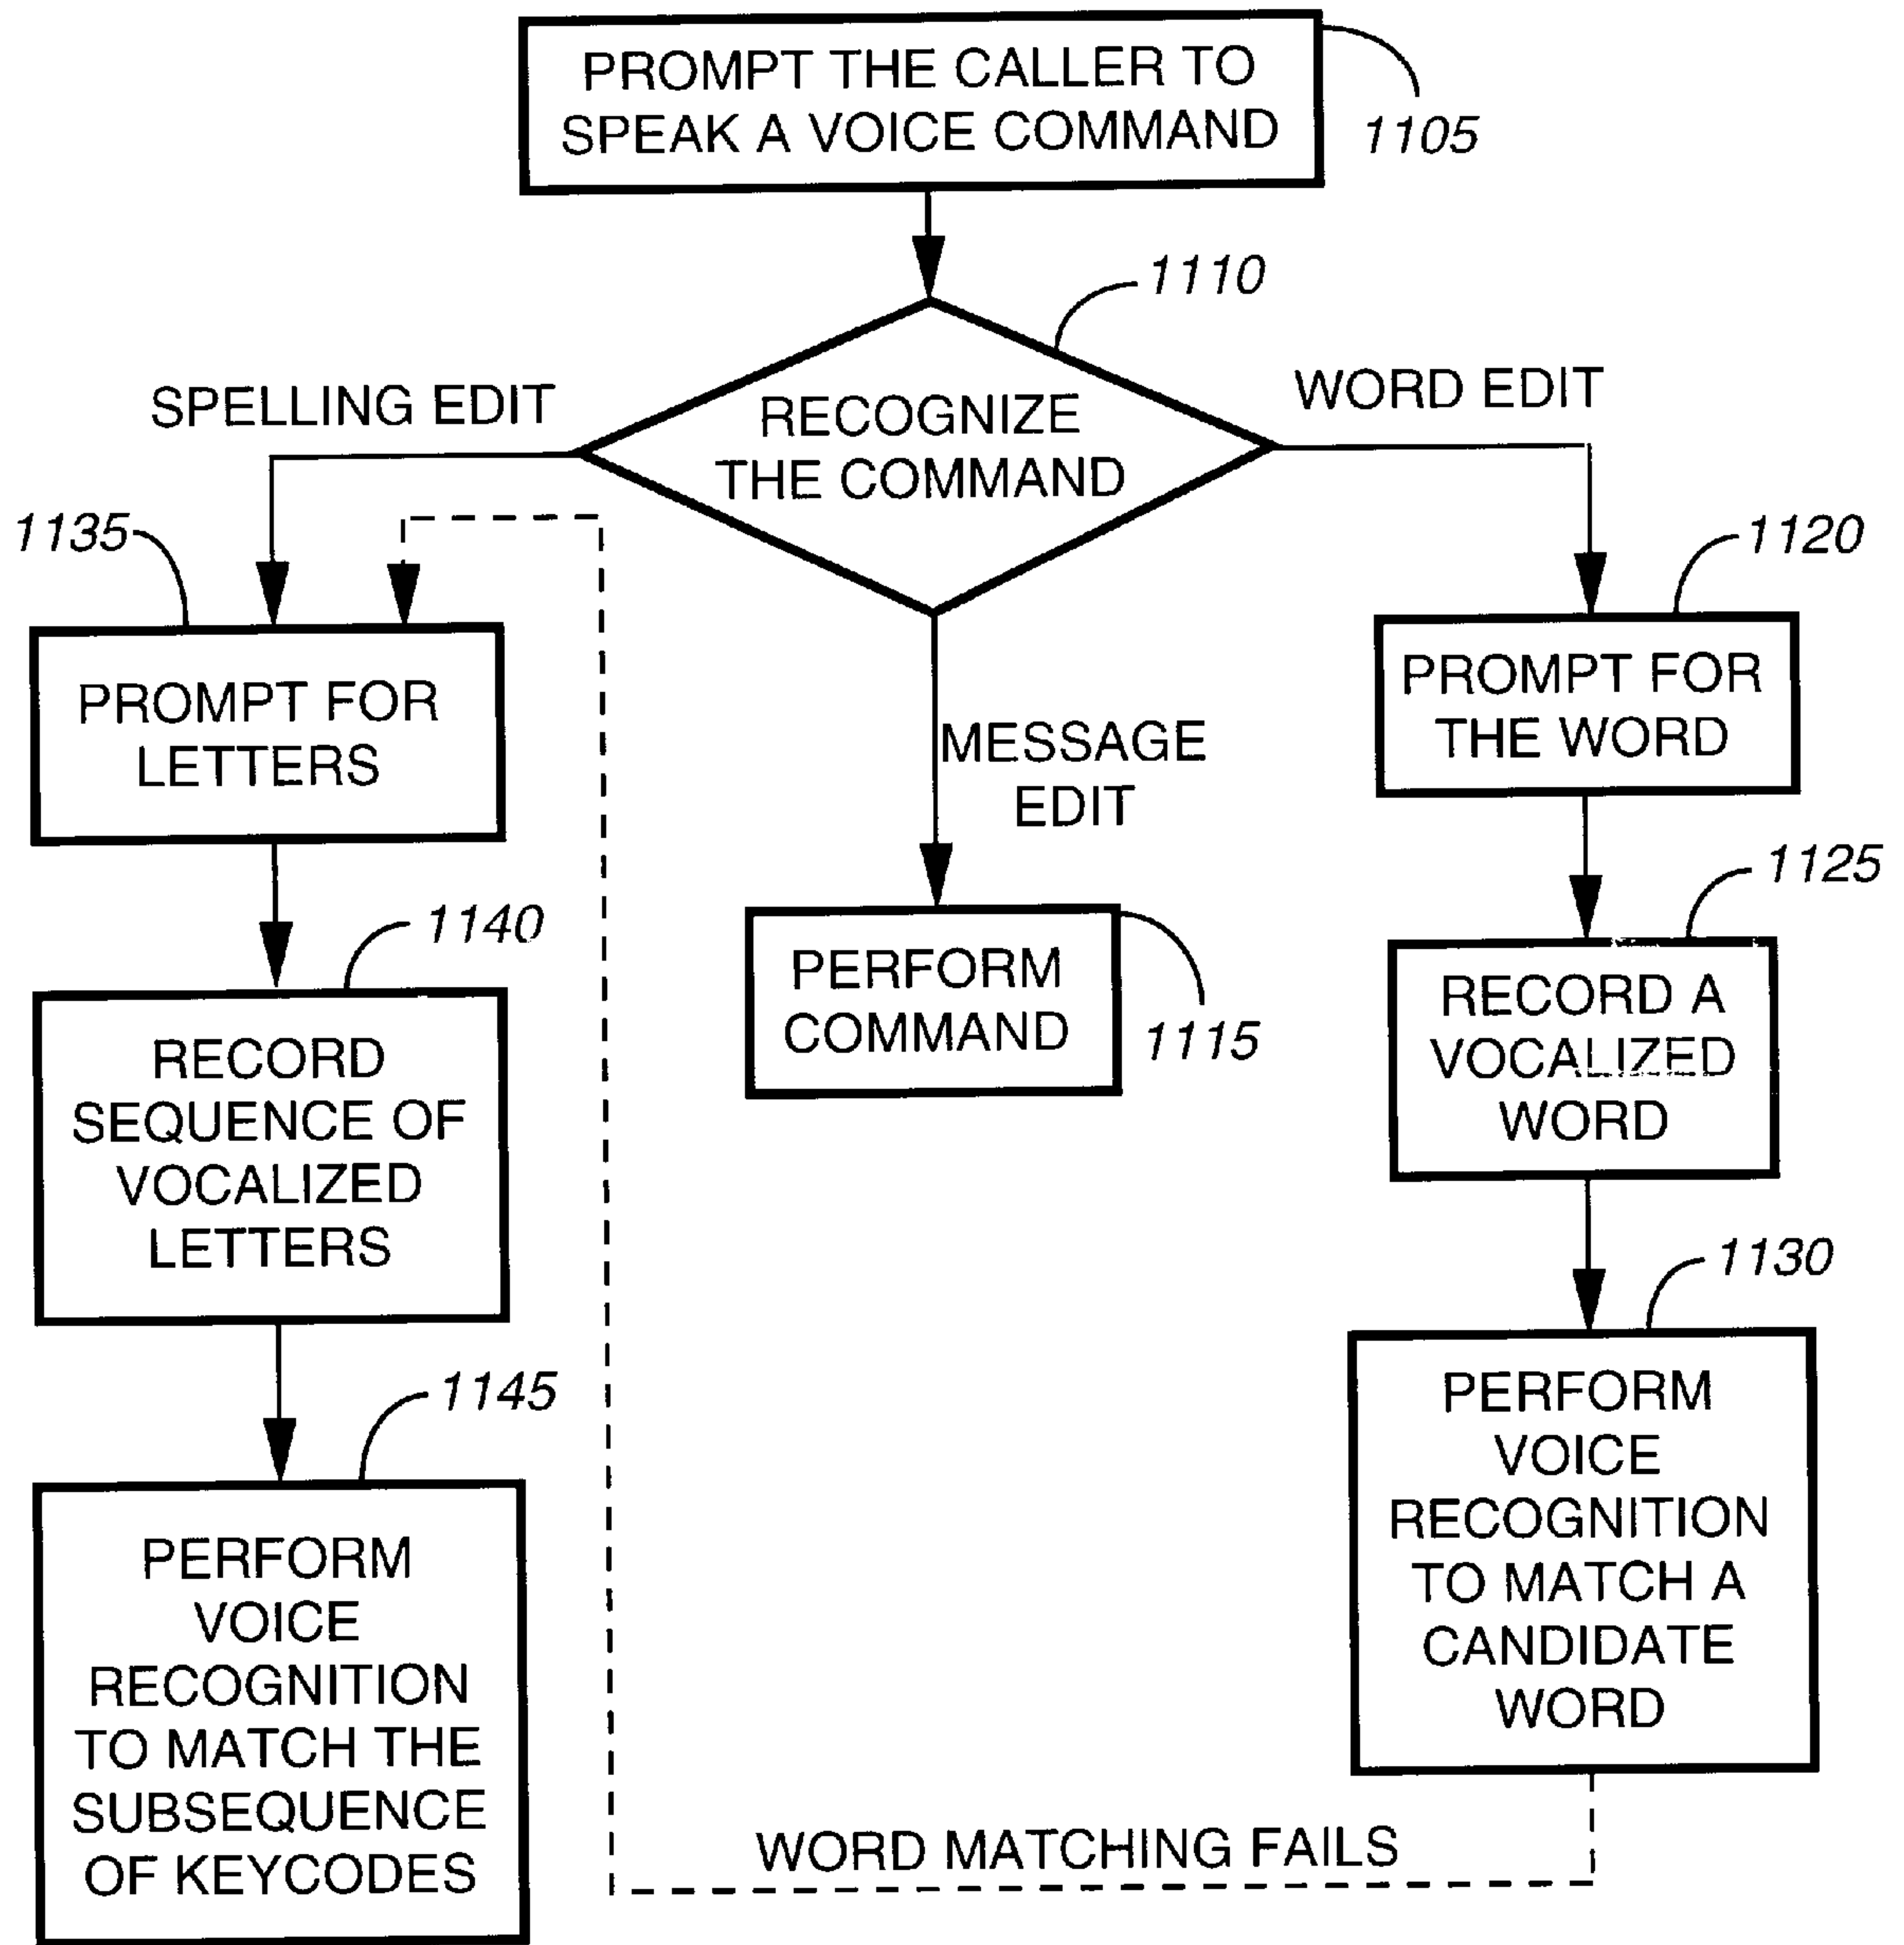 PROMPT THE CALLER TO
SPEAK A VOICE COMMAND
1105
1110
RECOGNIZE
THE COMMAND
SPELLING EDIT
WORD EDIT
MESSAGE
EDIT
1135
PROMPT FOR
LETTERS
1140
RECORD
SEQUENCE OF
VOCALIZED
LETTERS
1145
PERFORM
VOICE
RECOGNITION
TO MATCH THE
SUBSEQUENCE
OF KEYCODES
PERFORM
COMMAND
1115
1120
PROMPT FOR
THE WORD
1125
RECORD A
VOCALIZED
WORD
1130
PERFORM
VOICE
RECOGNITION
TO MATCH A
CANDIDATE
WORD
WORD MATCHING FAILS